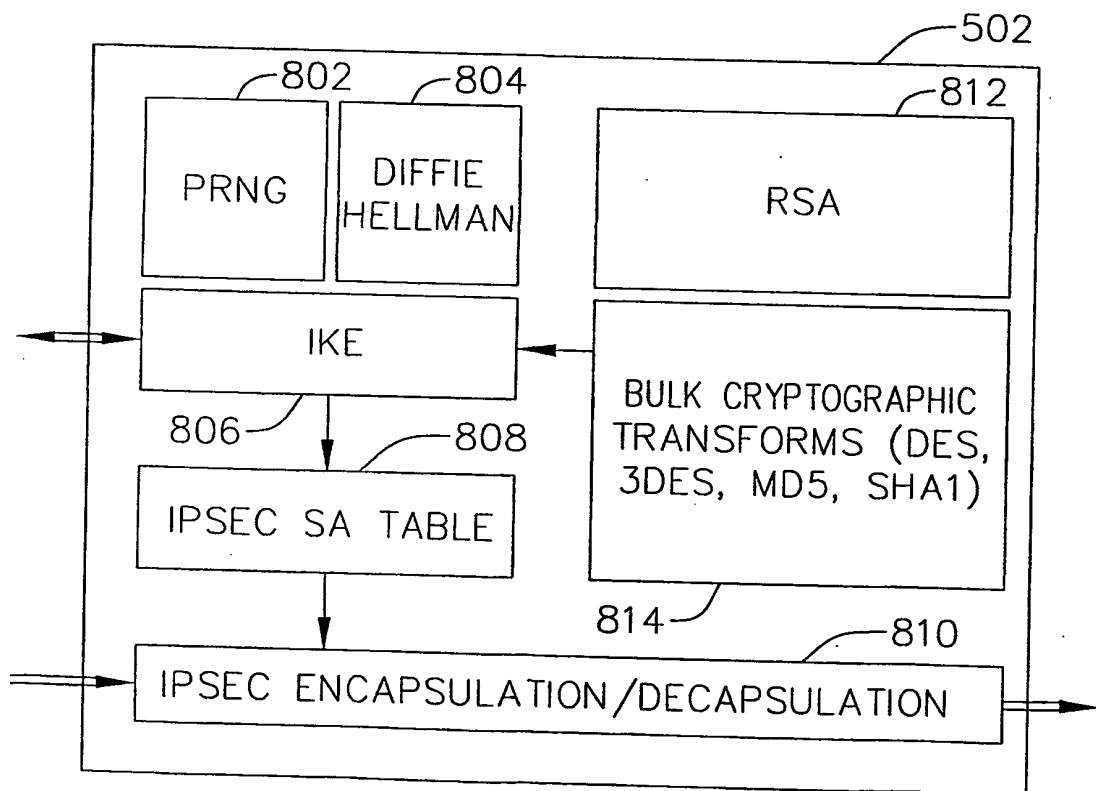 502
802
804
812
PRNG
DIFFIE
HELLMAN
RSA
IKE
806
808
BULK CRYPTOGRAPHIC
TRANSFORMS (DES,
3DES, MD5, SHA1)
IPSEC SA TABLE
814
810
IPSEC ENCAPSULATION/DECAPSULATION